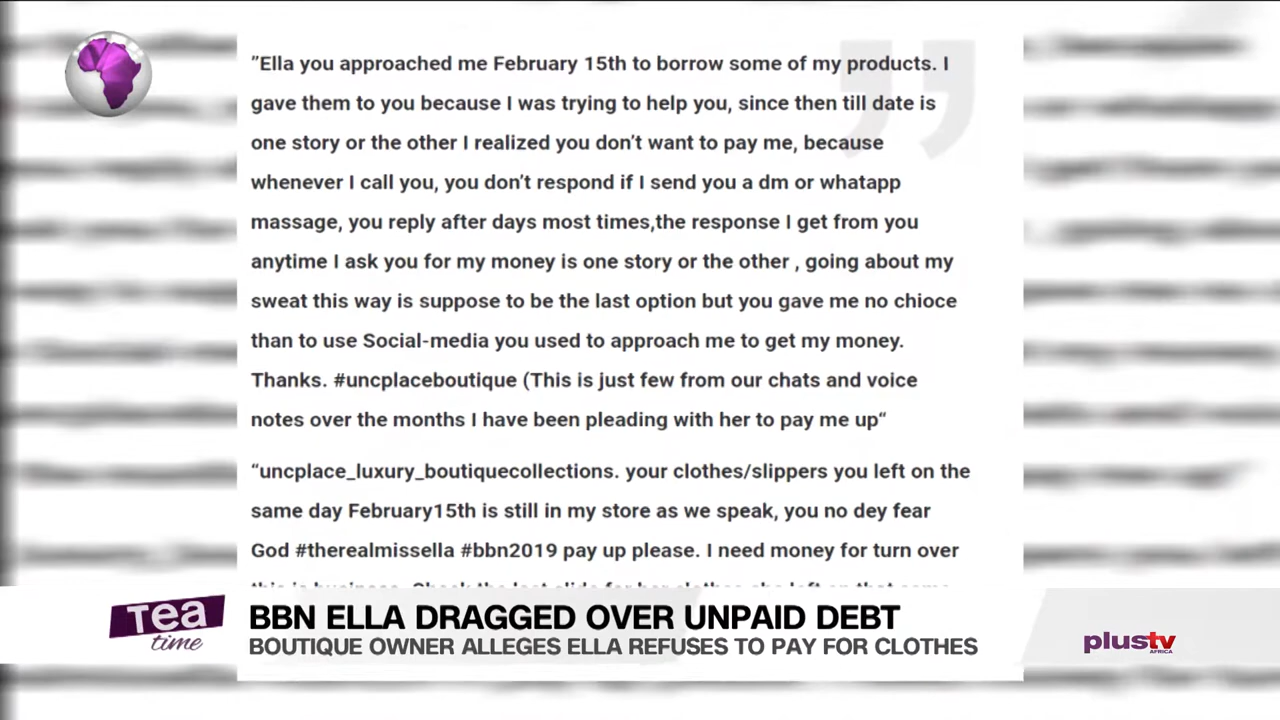 ”Ella you approached me February 15th to borrow some of my products. I
gave them to you because I was trying to help you, since then till date is
one story or the other I realized you don’t want to pay me, because
whenever I call you, you don’t respond if I send you a dm or whatapp
massage, you reply after days most times,the response I get from you
anytime I ask you for my money is one story or the other , going about my
sweat this way is suppose to be the last option but you gave me no chioce
than to use Social-media you used to approach me to get my money.
Thanks. #uncplaceboutique (This is just few from our chats and voice
notes over the months I have been pleading with her to pay me up“
“uncplace_luxury_boutiquecollections. your clothes/slippers you left on the
same day February15th is still in my store as we speak, you no dey fear
God #therealmissella #bbn2019 pay up please. I need money for turn over
Tea
time
BBN ELLA DRAGGED OVER UNPAID DEBT
BOUTIQUE OWNER ALLEGES ELLA REFUSES TO PAY FOR CLOTHES
plustv
AFRICA